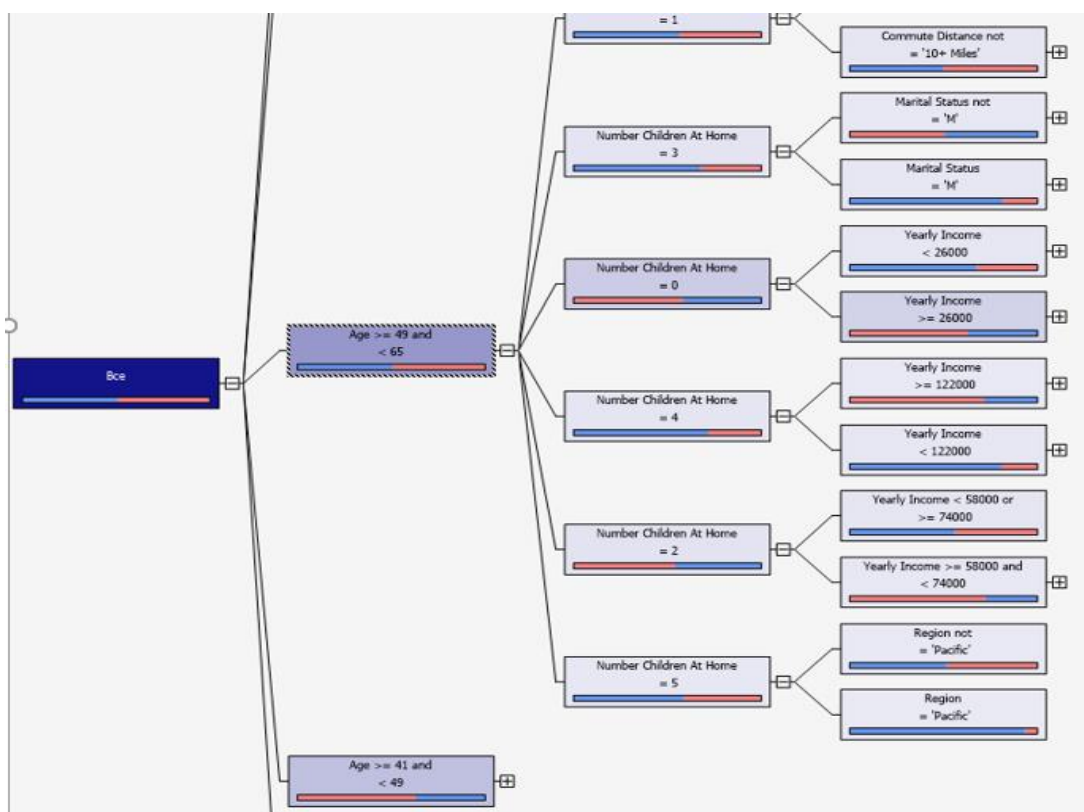 Все
Age >= 49 and
< 65
Age >= 41 and
< 49
= 1
Number Children At Home
= 3
Number Children At Home
= 0
Number Children At Home
= 4
Number Children At Home
= 2
Number Children At Home
= 5
Commute Distance not
= '10+ Miles'
Marital Status not
= 'M'
Marital Status
= 'M'
Yearly Income
< 26000
Yearly Income
>= 26000
Yearly Income
>= 122000
Yearly Income
< 122000
Yearly Income < 58000 or
>= 74000
Yearly Income >= 58000 and
< 74000
Region not
= 'Pacific'
Region
= 'Pacific'